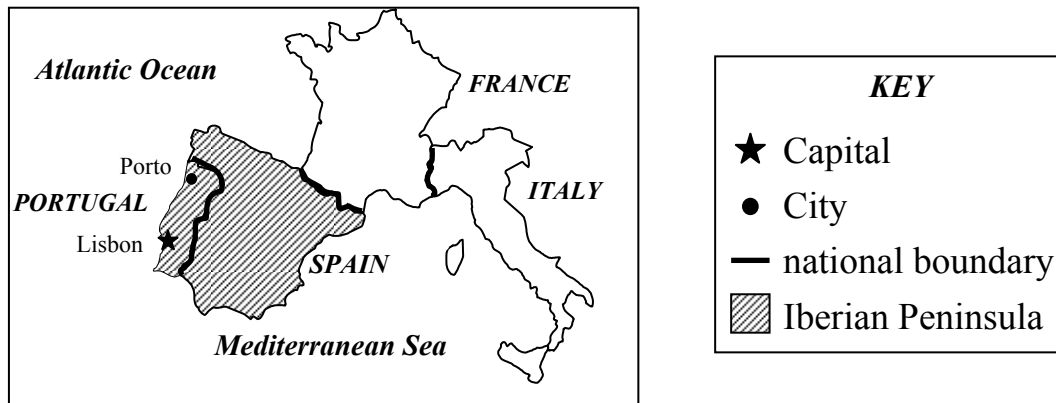 Atlantic Ocean
FRANCE
Porto
PORTUGAL
ITALY
Lisbon
SPAIN
Mediterranean Sea
KEY
Capital
City
national boundary
Iberian Peninsula